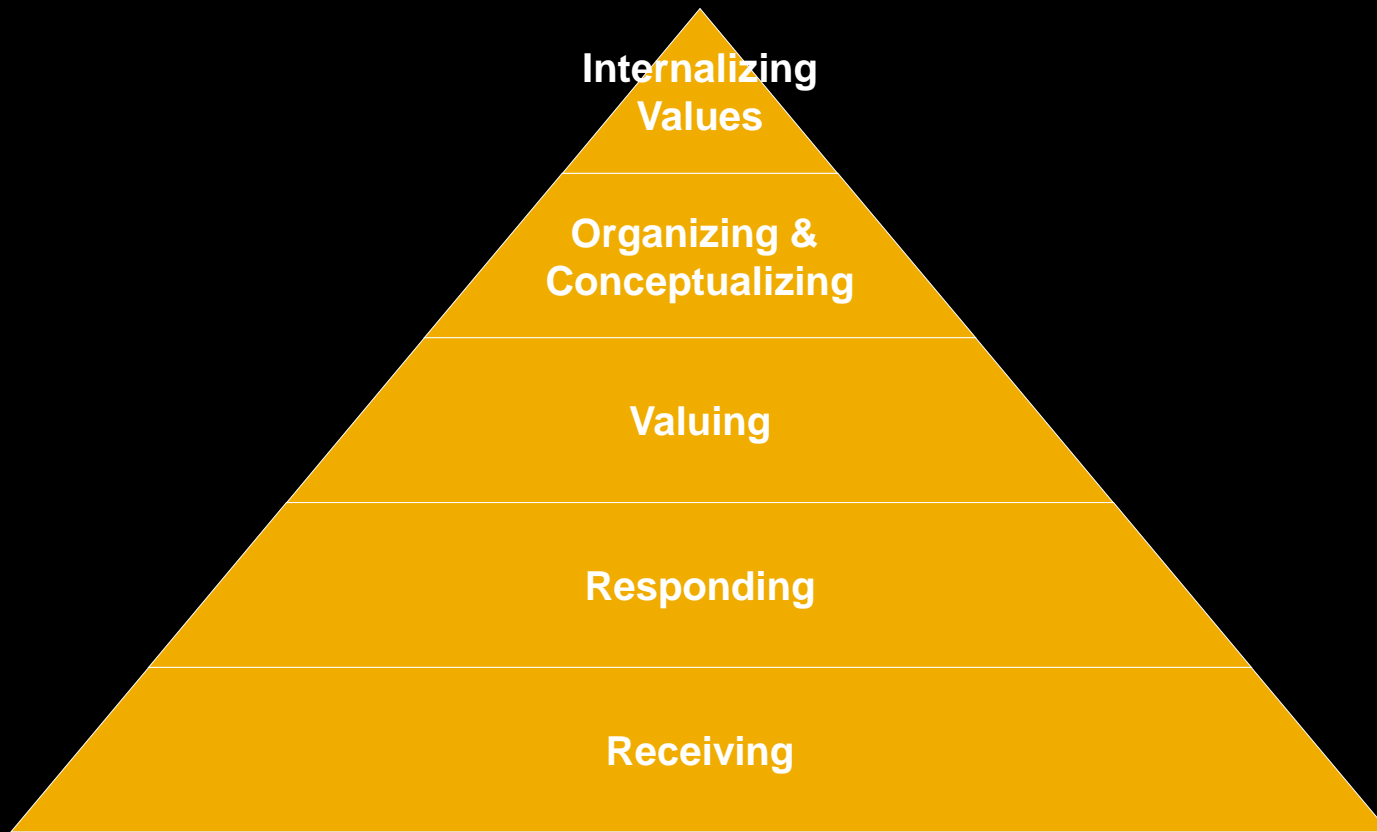 Internalizing
Values
Organizing &
Conceptualizing
Valuing
Responding
Receiving